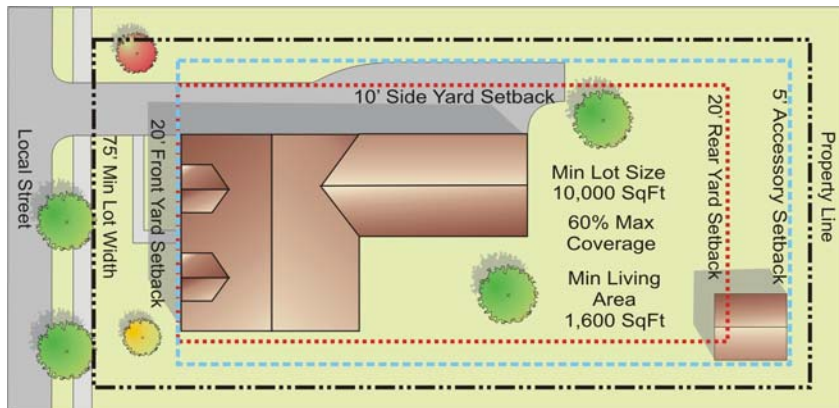 Local Street
75' Min Lot Width
20' Front Yard Setback
10' Side Yard Setback
Min Lot Size
10,000 SqFt
60% Max
Coverage
Min Living
Area
1,600 SqFt
20' Rear Yard Setback
5' Accessory Setback
Property Line